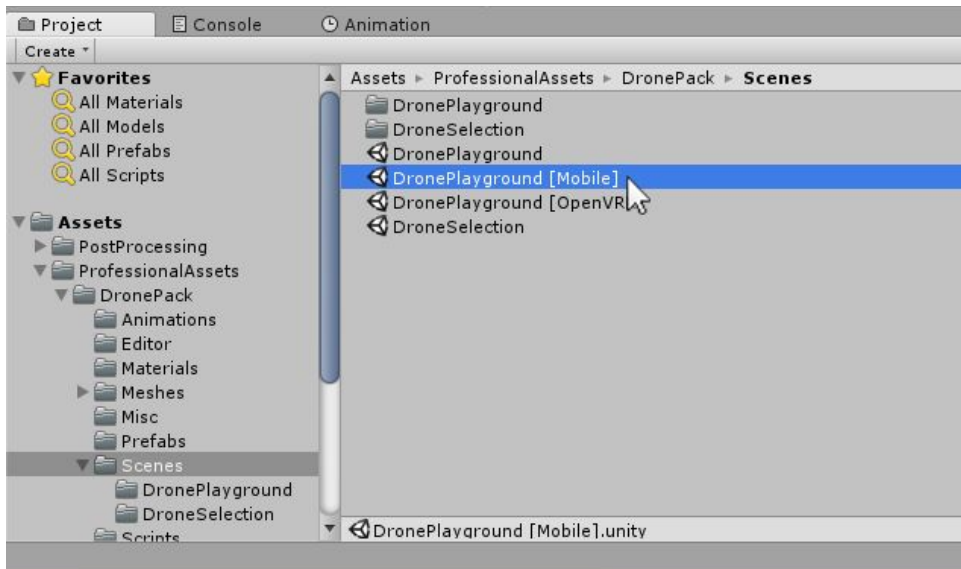 Project Console Animation
Create
Favorites
All Materials
All Models
All Prefabs
All Scripts
Assets
PostProcessing
ProfessionalAssets
DronePack
Animations
Editor
Materials
Meshes
Misc
Prefabs
Scenes
DronePlayground
DroneSelection
Scripts
Assets ▸ ProfessionalAssets ▸ DronePack ▸ Scenes
DronePlayground
DroneSelection
DronePlayground
DronePlayground [Mobile]
DronePlayground [OpenVR
DroneSelection
DronePlayground [Mobile].unity